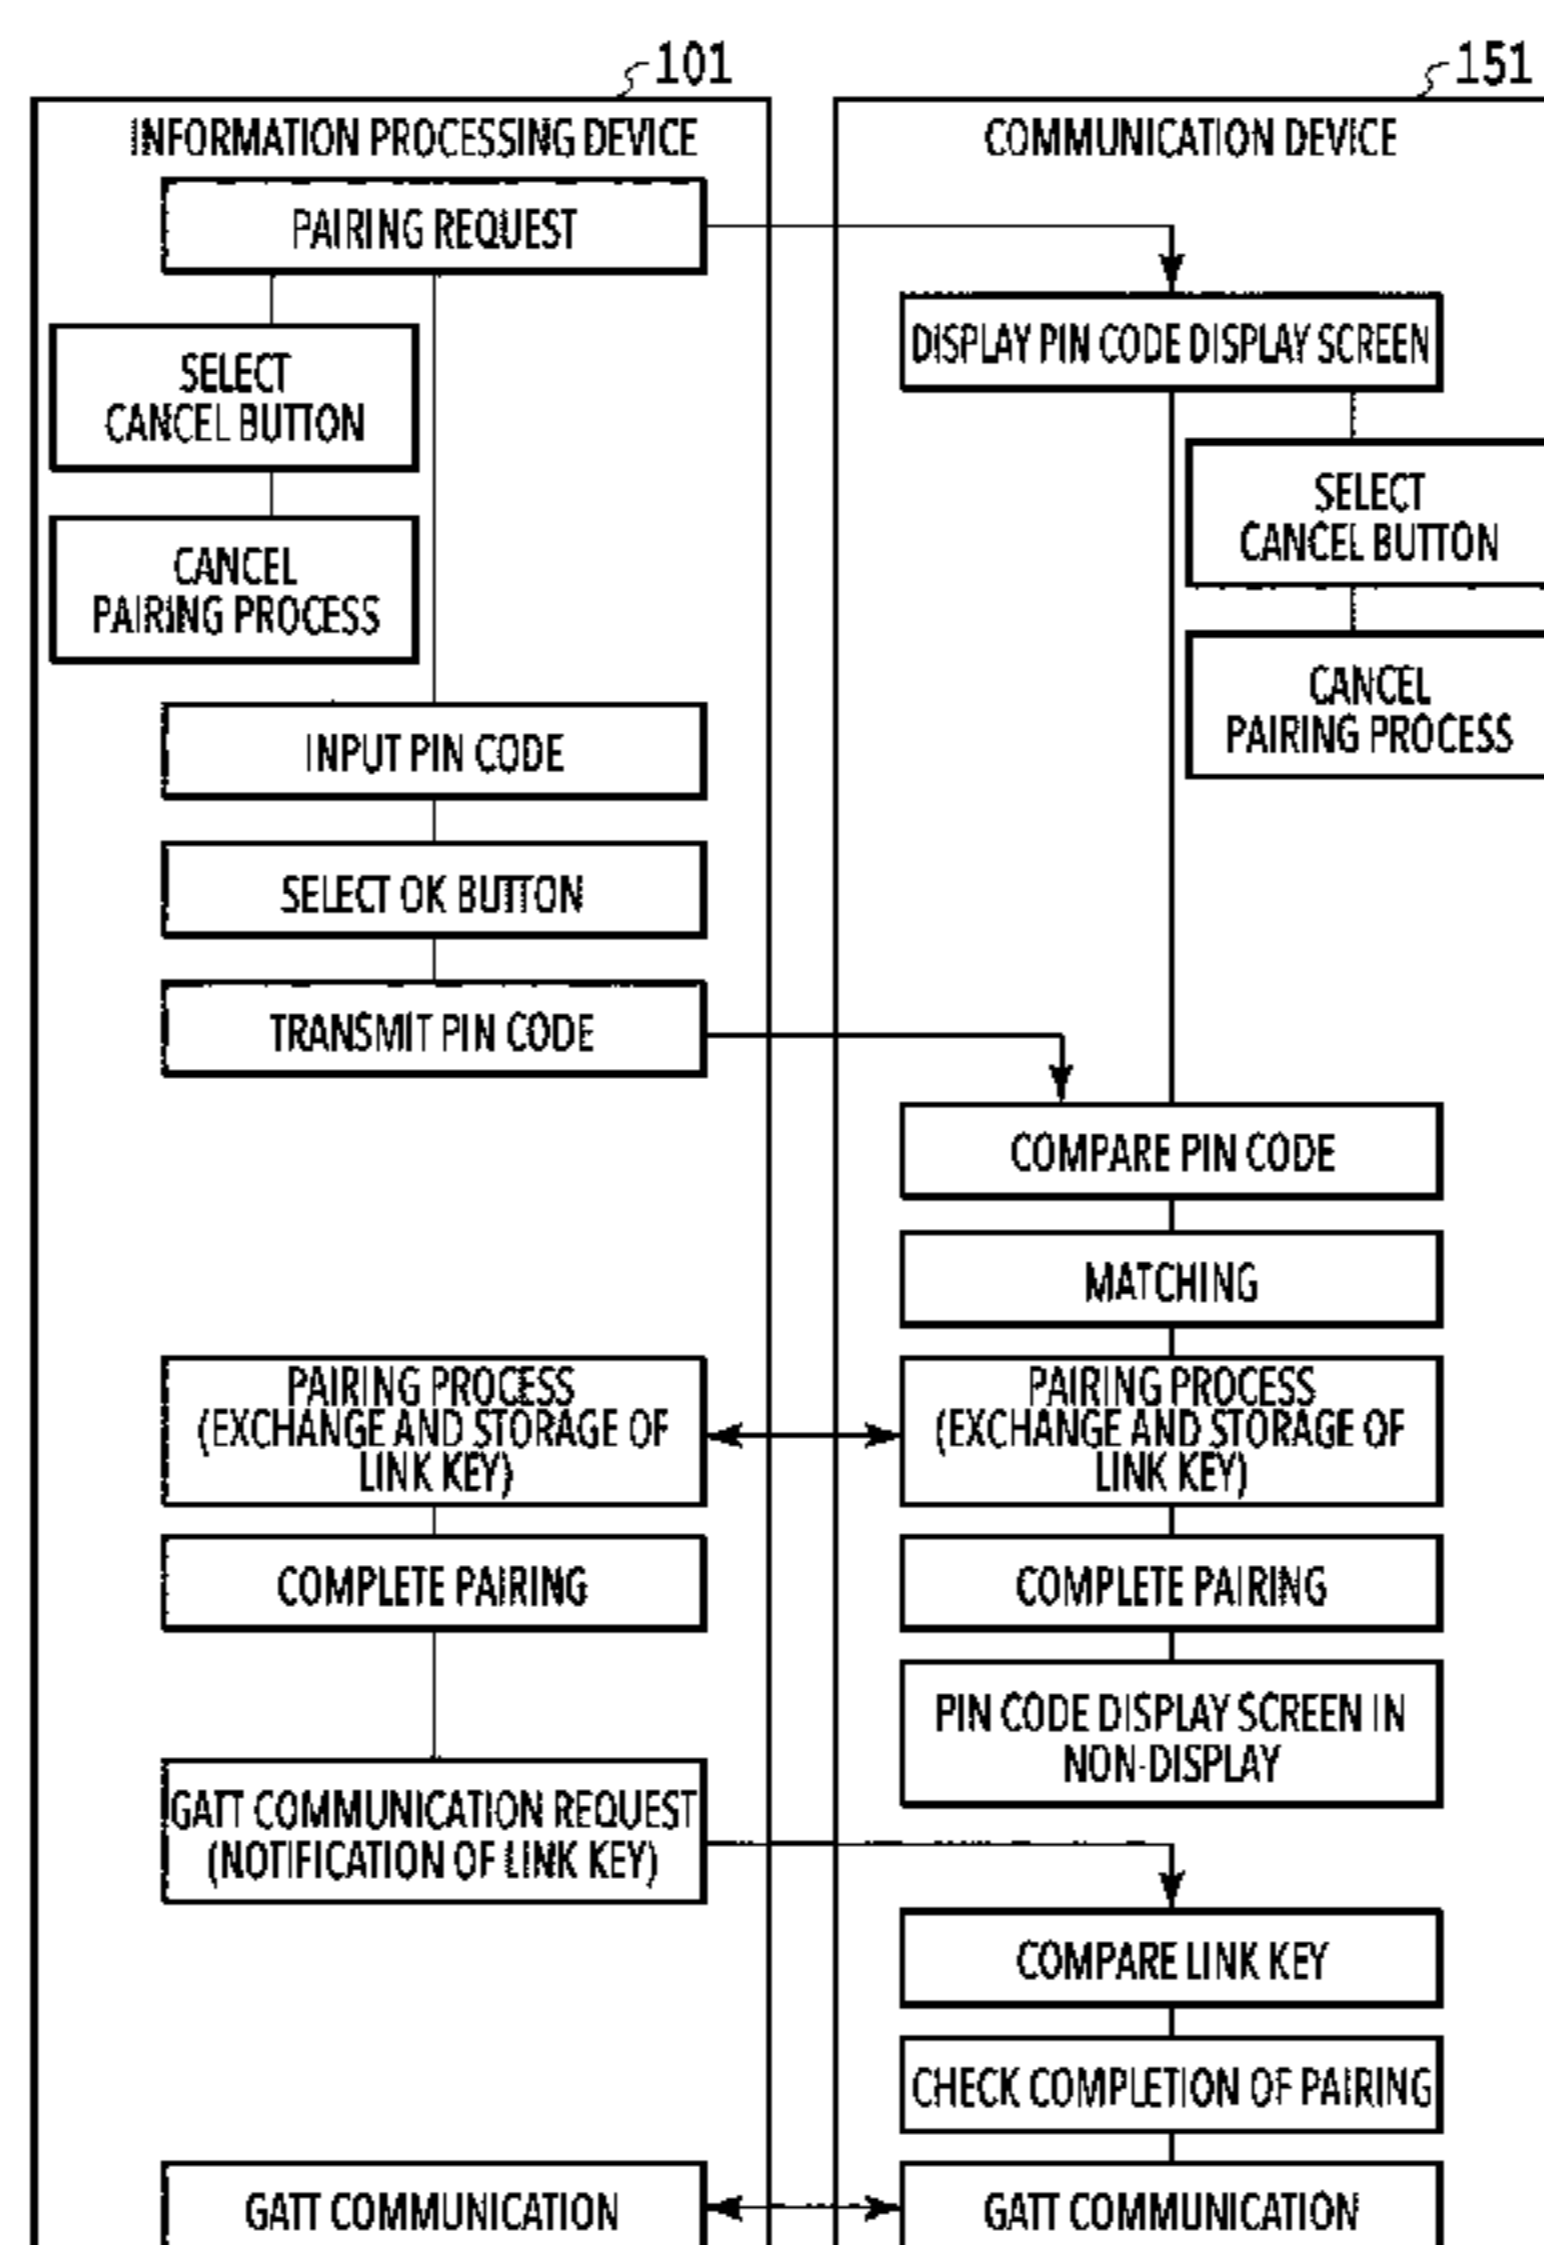 101
INFORMATION PROCESSING DEVICE
PAIRING REQUEST
SELECT
CANCEL BUTTON
CANCEL
PAIRING PROCESS
INPUT PIN CODE
SELECT OK BUTTON
TRANSMIT PIN CODE
PAIRING PROCESS
(EXCHANGE AND STORAGE OF
LINK KEY)
COMPLETE PAIRING
GATT COMMUNICATION REQUEST
(NOTIFICATION OF LINK KEY)
GATT COMMUNICATION
151
COMMUNICATION DEVICE
DISPLAY PIN CODE DISPLAY SCREEN
SELECT
CANCEL BUTTON
CANCEL
PAIRING PROCESS
COMPARE PIN CODE
MATCHING
PAIRING PROCESS
(EXCHANGE AND STORAGE OF
LINK KEY)
COMPLETE PAIRING
PIN CODE DISPLAY SCREEN IN
NON-DISPLAY
COMPARE LINK KEY
CHECK COMPLETION OF PAIRING
GATT COMMUNICATION